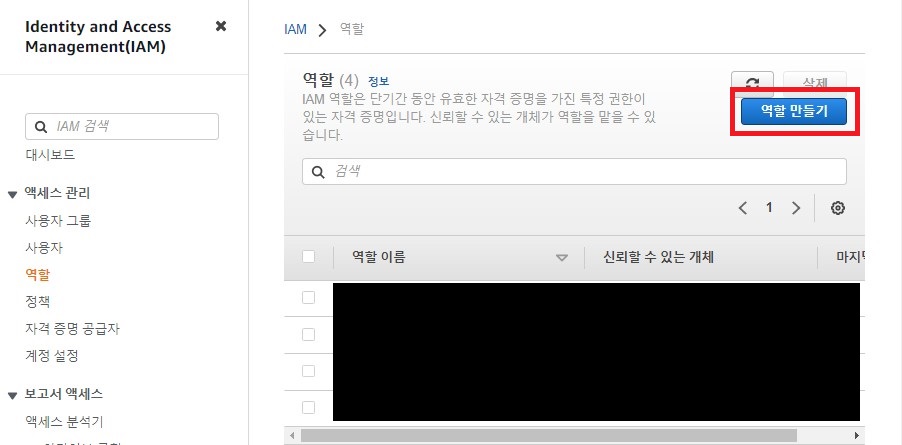 Identity and Access
Management(IAM)
IAM 검색
대시보드
액세스 관리
사용자 그룹
사용자
역할
정책
자격 증명 공급자
계정 설정
보고서 액세스
액세스 분석기
IAM
역할
역할 (4) 정보
삭제
IAM 역할은 단기간 동안 유효한 자격 증명을 가진 특정 권한이
있는 자격 증명입니다. 신뢰할 수 있는 개체가 역할을 맡을 수 있
습니다.
역할 만들기
검색
1
역할 이름
신뢰할 수 있는 개체